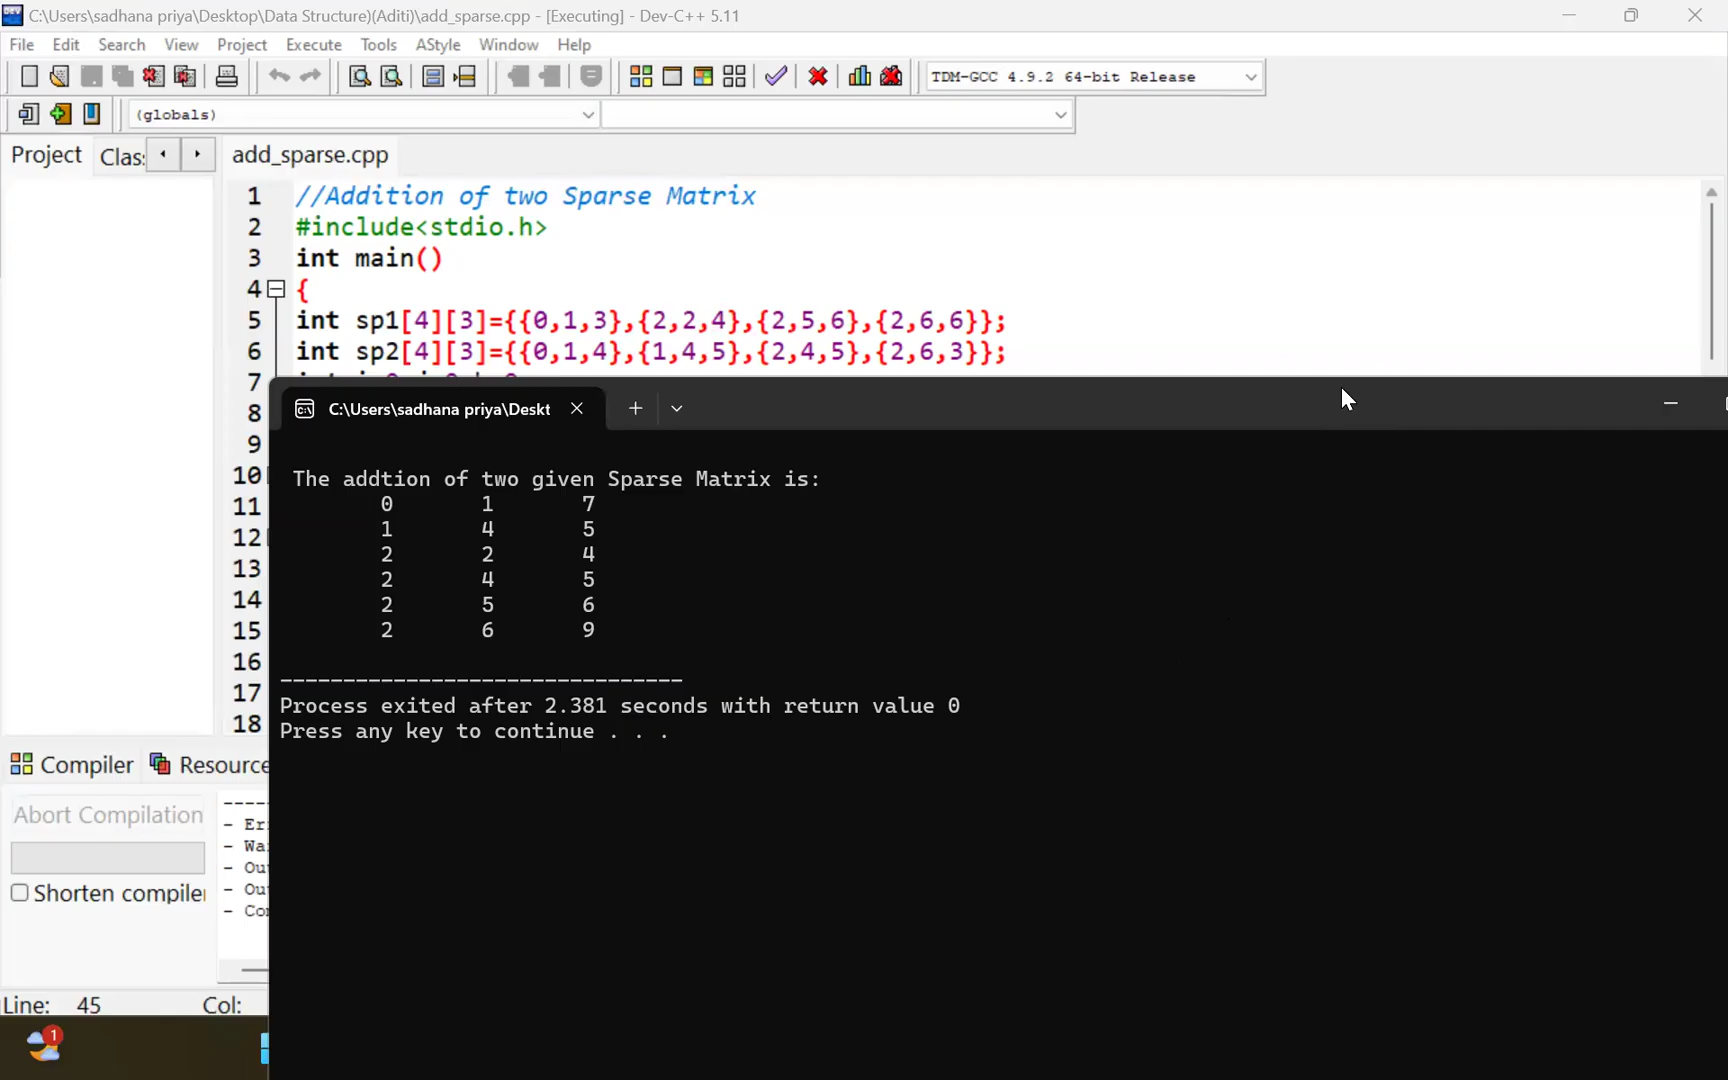 C:\Users\sadhana priya\Desktop\Data Structure)(Aditi)\add_sparse.cpp - [Executing] - Dev-C++ 5.11
File Edit Search View Project Execute Tools AStyle Window Help
TDM-GCC 4.9.2 64-bit Release
(globals)
Project Clas add_sparse.cpp
1 //Addition of two Sparse Matrix
2 #include<stdio.h>
3 int main()
4 {
5 int sp1[4][3]={{0,1,3},{2,2,4},{2,5,6},{2,6,6}};
6 int sp2[4][3]={{0,1,4},{1,4,5},{2,4,5},{2,6,3}};
7
8
9
10
11
12
13
14
15
16
17
18
C:\Users\sadhana priya\Deskt
The addtion of two given Sparse Matrix is:
0 1 7
1 4 5
2 2 4
2 4 5
2 5 6
2 6 9
--------------------------------
Process exited after 2.381 seconds with return value 0
Press any key to continue . . .
Compiler Resource
Abort Compilation
Shorten compiler
- Er
- Wa
- Ou
- Ou
- Co
Line: 45 Col:
1